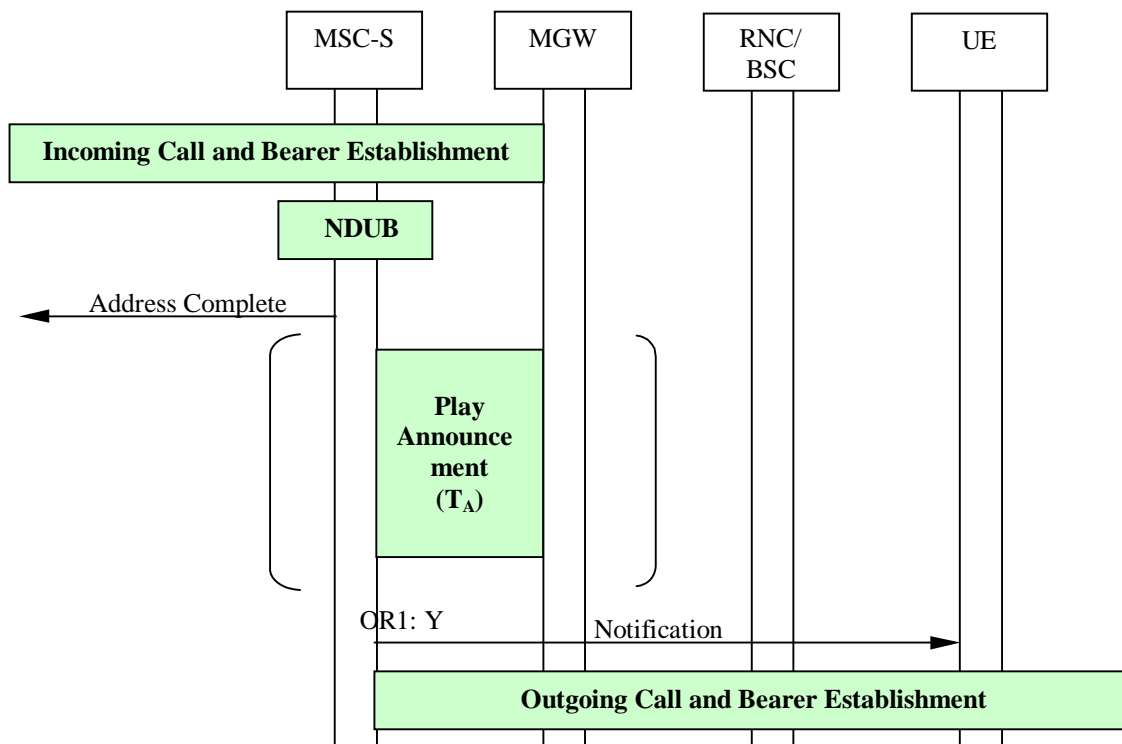 MSC-S
MGW
RNC/
BSC
UE
Incoming Call and Bearer Establishment
NDUB
Address Complete
Play
Announce
ment
(TA)
OR1: Y
Notification
Outgoing Call and Bearer Establishment